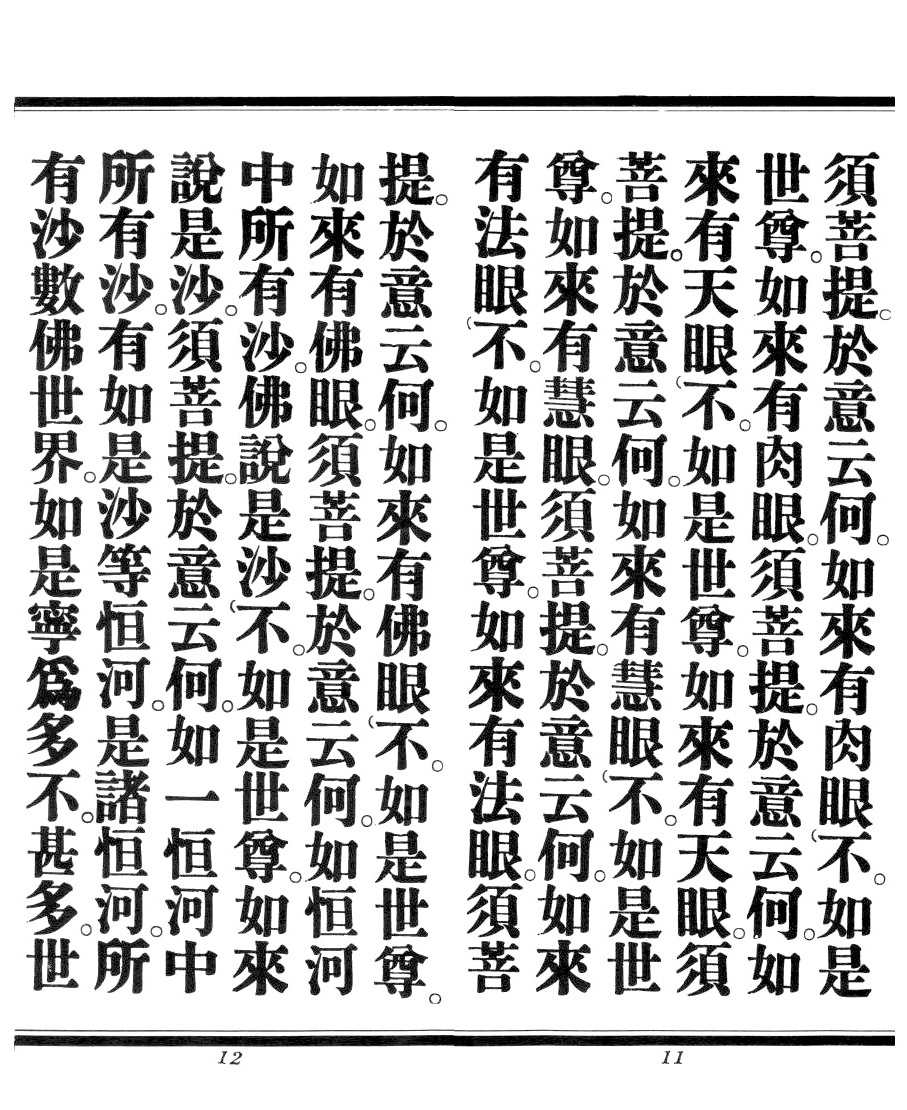 須菩提。於意云何。如來有肉眼不。如是
世尊。如來有肉眼。須菩提。於意云何。如
來有天眼不。如是世尊。如來有天眼。須
菩提。於意云何。如來有慧眼不。如是世
尊。如來有慧眼。須菩提於意云何。如來
有法眼不。如是世尊。如來有法眼。須菩
提。於意云何。如來有佛眼不。如是世尊。
如來有佛眼。須菩提。於意云何。如恒河
中所有沙。佛說是沙不。如是世尊。如來
說是沙。須菩提。於意云何。如一恒河中
所有沙。有如是沙等恒河。是諸恒河。所
有沙數佛世界。如是寧爲多不。甚多。世
11
12